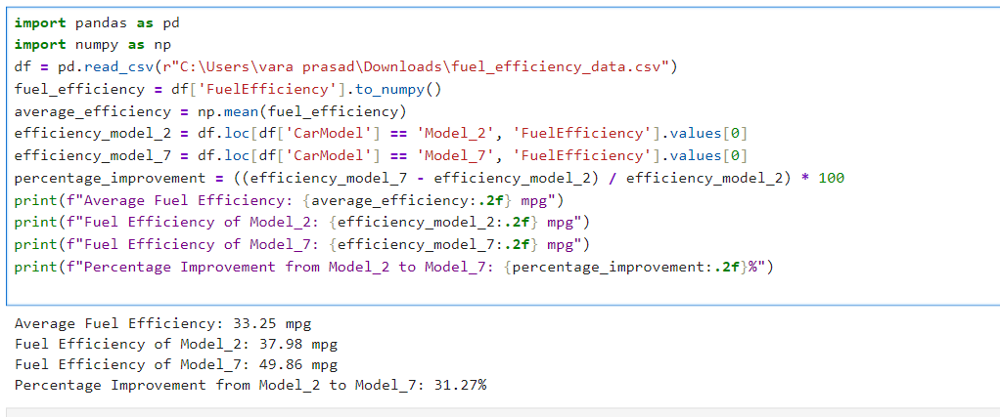 import pandas as pd
import numpy as np
df = pd.read_csv(r"C:\Users\vara prasad\Downloads\fuel_efficiency_data.csv")
fuel_efficiency = df['FuelEfficiency'].to_numpy()
average_efficiency = np.mean(fuel_efficiency)
efficiency_model_2 = df.loc[df['CarModel'] == 'Model_2', 'FuelEfficiency'].values[0]
efficiency_model_7 = df.loc[df['CarModel'] == 'Model_7', 'FuelEfficiency'].values[0]
percentage_improvement = ((efficiency_model_7 - efficiency_model_2) / efficiency_model_2) * 100
print(f"Average Fuel Efficiency: {average_efficiency:.2f} mpg")
print(f"Fuel Efficiency of Model_2: {efficiency_model_2:.2f} mpg")
print(f"Fuel Efficiency of Model_7: {efficiency_model_7:.2f} mpg")
print(f"Percentage Improvement from Model_2 to Model_7: {percentage_improvement:.2f}%")
Average Fuel Efficiency: 33.25 mpg
Fuel Efficiency of Model_2: 37.98 mpg
Fuel Efficiency of Model_7: 49.86 mpg
Percentage Improvement from Model_2 to Model_7: 31.27%